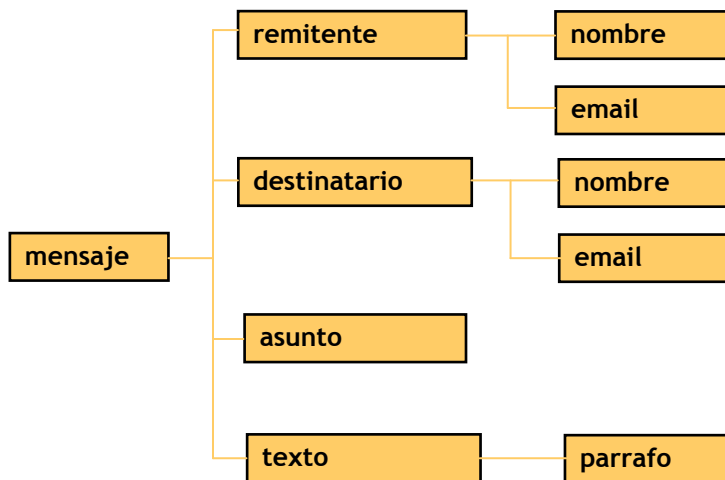 remitente
nombre
email
destinatario
nombre
mensaje
email
asunto
texto
parrafo